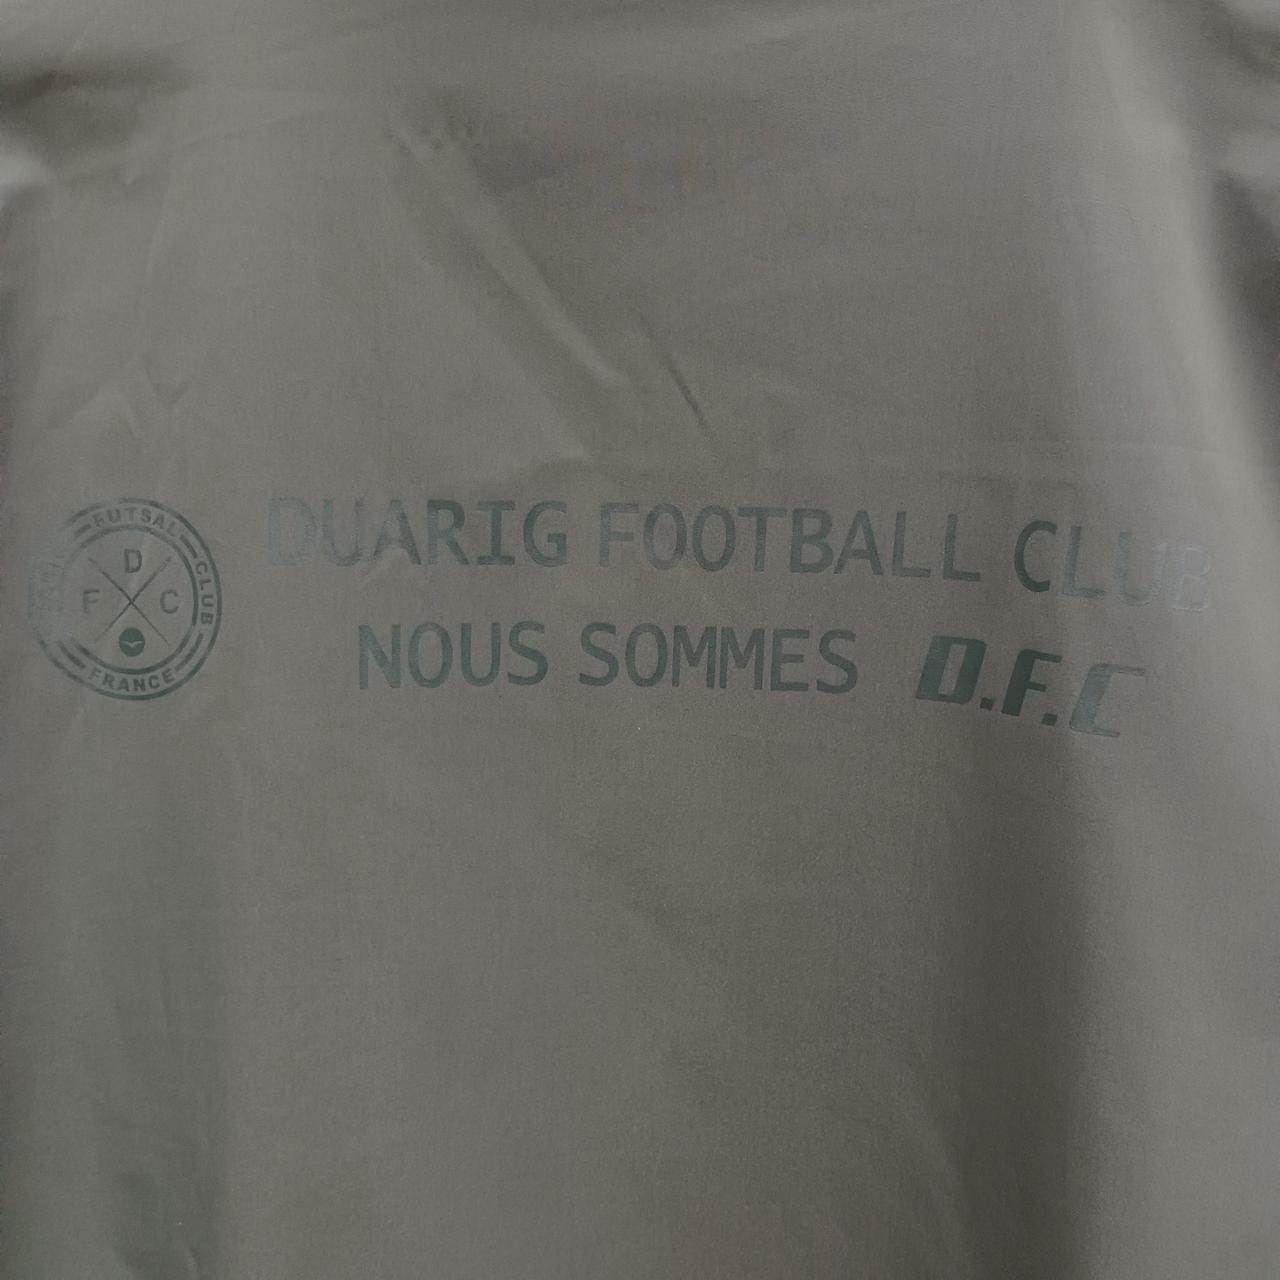 FUTSAL
CLUB
FRANCE
D
F C
DUARIG FOOTBALL CLUB
NOUS SOMMES D.F.C